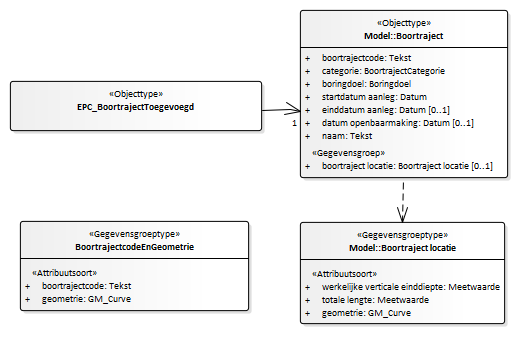 «Objecttype»
Model::Boortraject
+ boortrajectcode: Tekst
+ categorie: BoortrajectCategorie
+ boringdoel: Boringdoel
+ startdatum aanleg: Datum
+ einddatum aanleg: Datum [0..1]
+ datum openbaarmaking: Datum [0..1]
+ naam: Tekst
«Gegevensgroep»
+ boortraject locatie: Boortraject locatie [0..1]
«Objecttype»
EPC_BoortrajectToegevoegd
1
«Gegevensgroeptype»
BoortrajectcodeEnGeometrie
«Attribuutsoort»
+ boortrajectcode: Tekst
+ geometrie: GM_Curve
«Gegevensgroeptype»
Model::Boortraject locatie
«Attribuutsoort»
+ werkelijke verticale einddiepte: Meetwaarde
+ totale lengte: Meetwaarde
+ geometrie: GM_Curve